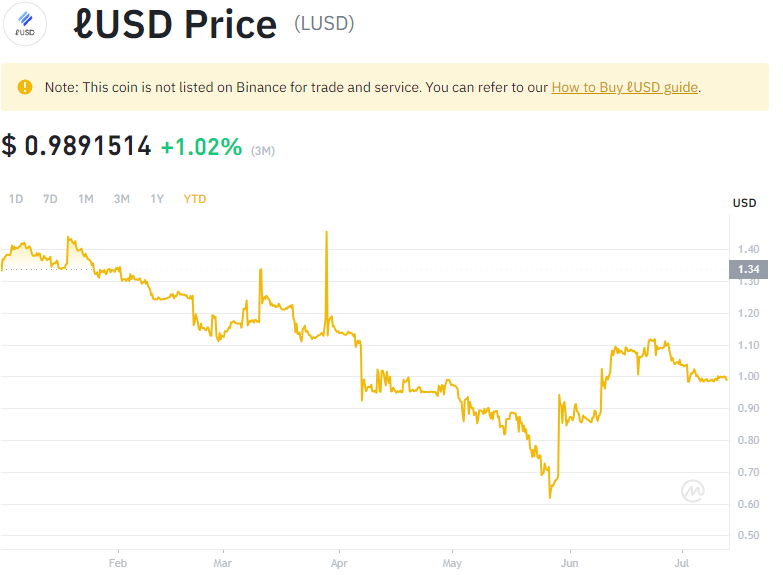 ℓUSD
ℓUSD Price (LUSD)
Note: This coin is not listed on Binance for trade and service. You can refer to our How to Buy ℓUSD guide.
$ 0.9891514 +1.02% (3M)
1D 7D 1M 3M 1Y YTD
USD
1.40
1.34
1.30
1.20
1.10
1.00
0.90
0.80
0.70
0.60
0.50
Feb Mar Apr May Jun Jul